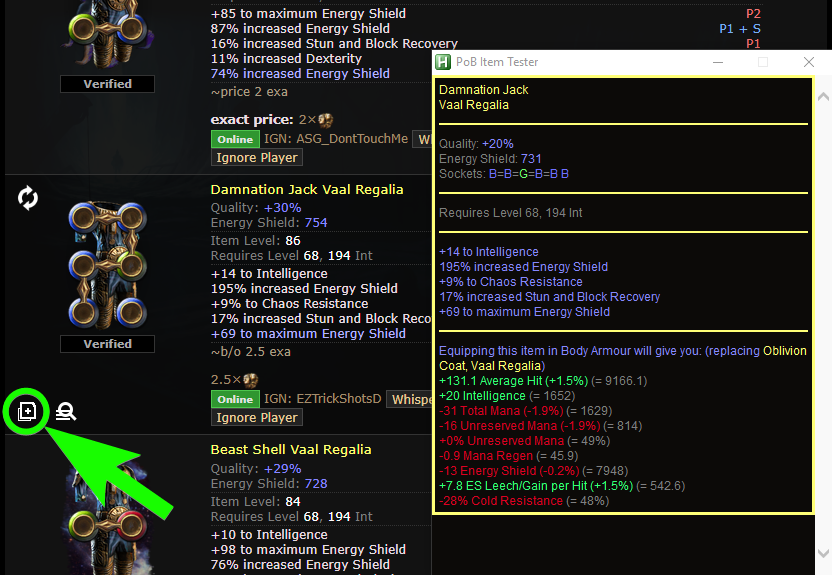 +85 to maximum Energy Shield
P2
87% increased Energy Shield
P1 + S
16% increased Stun and Block Recovery
P1
11% increased Dexterity
74% increased Energy Shield
Verified
~price 2 exa
exact price: 2×
Online IGN: ASG_DontTouchMe
Ignore Player
Damnation Jack Vaal Regalia
Quality: +30%
Energy Shield: 754
Item Level: 86
Requires Level 68, 194 Int
+14 to Intelligence
195% increased Energy Shield
+9% to Chaos Resistance
17% increased Stun and Block Reco
+69 to maximum Energy Shield
Verified
~b/o 2.5 exa
2.5×
Online IGN: EZTrickShotsD Whispe
Ignore Player
Beast Shell Vaal Regalia
Quality: +29%
Energy Shield: 728
Item Level: 84
Requires Level 68, 194 Int
+10 to Intelligence
+98 to maximum Energy Shield
76% increased Energy Shield
H PoB Item Tester
Damnation Jack
Vaal Regalia
Quality: +20%
Energy Shield: 731
Sockets: B=B=G=B=B B
Requires Level 68, 194 Int
+14 to Intelligence
195% increased Energy Shield
+9% to Chaos Resistance
17% increased Stun and Block Recovery
+69 to maximum Energy Shield
Equipping this item in Body Armour will give you: (replacing Oblivion
Coat, Vaal Regalia)
+131.1 Average Hit (+1.5%) (= 9166.1)
+20 Intelligence (= 1652)
-31 Total Mana (-1.9%) (= 1629)
-16 Unreserved Mana (-1.9%) (= 814)
+0% Unreserved Mana (= 49%)
-0.9 Mana Regen (= 45.9)
-13 Energy Shield (-0.2%) (= 7948)
+7.8 ES Leech/Gain per Hit (+1.5%) (= 542.6)
-28% Cold Resistance (= 48%)